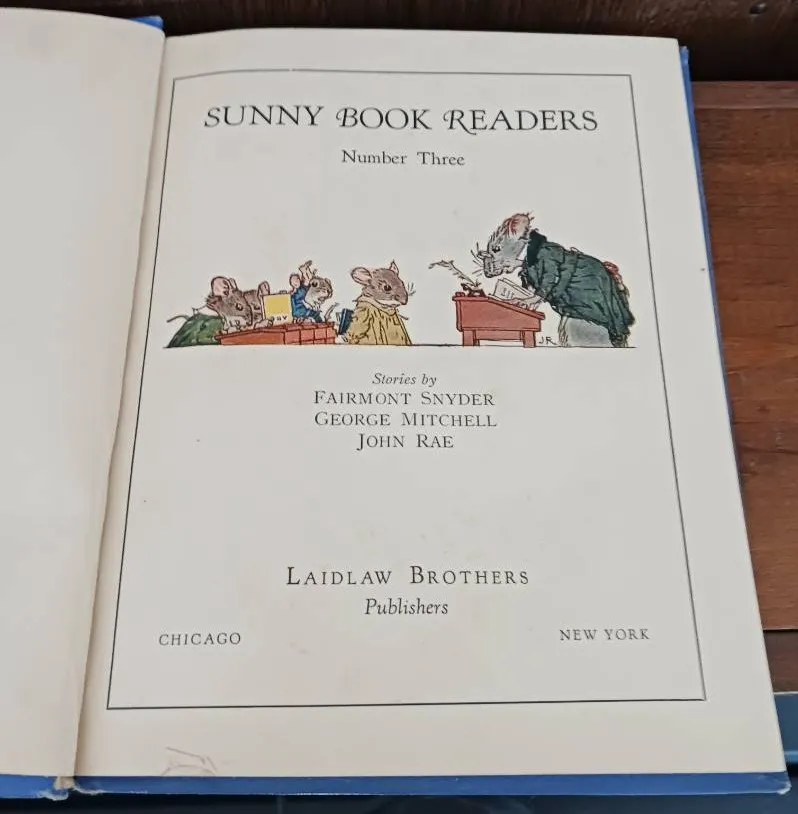 SUNNY BOOK READERS
Number Three
J.R.
Stories by
FAIRMONT SNYDER
GEORGE MITCHELL
JOHN RAE
LAIDLAW BROTHERS
Publishers
CHICAGO
NEW YORK